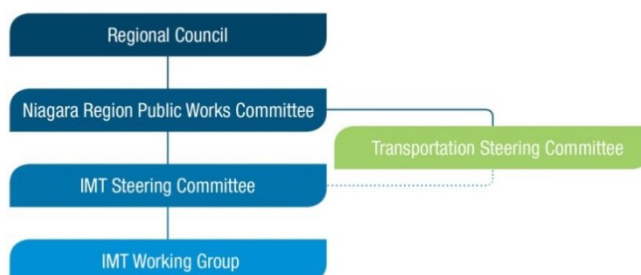 Regional Council
Niagara Region Public Works Committee
Transportation Steering Committee
IMT Steering Committee
IMT Working Group